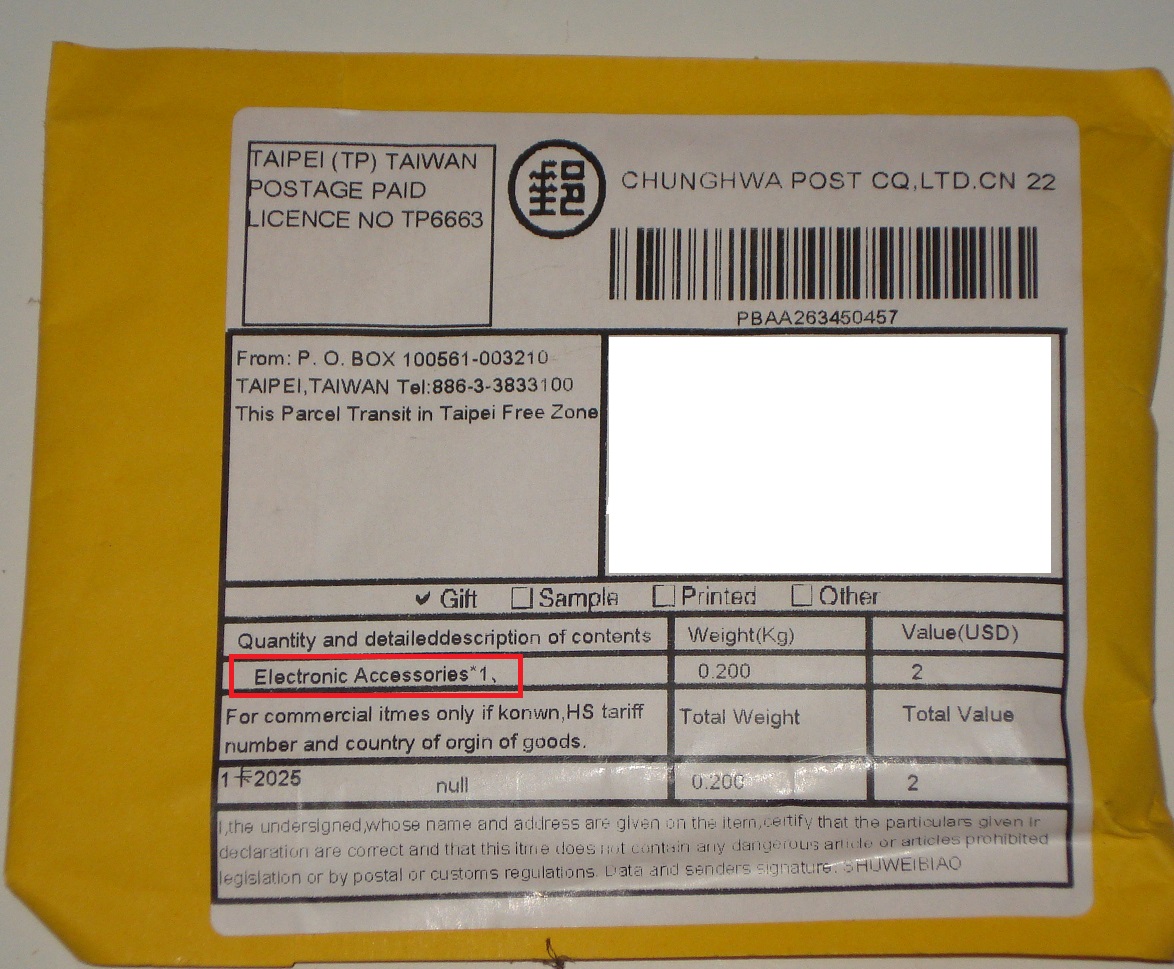 TAIPEI (TP) TAIWAN
POSTAGE PAID
LICENCE NO TP6663
郵
CHUNGHWA POST CQ,LTD.CN 22
PBAA263450457
From: P. O. BOX 100561-003210
TAIPEI,TAIWAN Tel:886-3-3833100
This Parcel Transit in Taipei Free Zone
✓ Gift □ Sample □ Printed □ Other
Quantity and detaileddescription of contents Weight(Kg) Value(USD)
Electronic Accessories*1、 0.200 2
For commercial itmes only if konwn,HS tariff
number and country of orgin of goods.
Total Weight Total Value
1卡2025 null 0.200 2
I,the undersigned,whose name and address are given on the item,certify that the particulars given ir
declaration are correct and that this itme does not contain any dangerous article or articles prohibited
legislation or by postal or customs regulations. Data and senders signature: SHUWEIBIAO